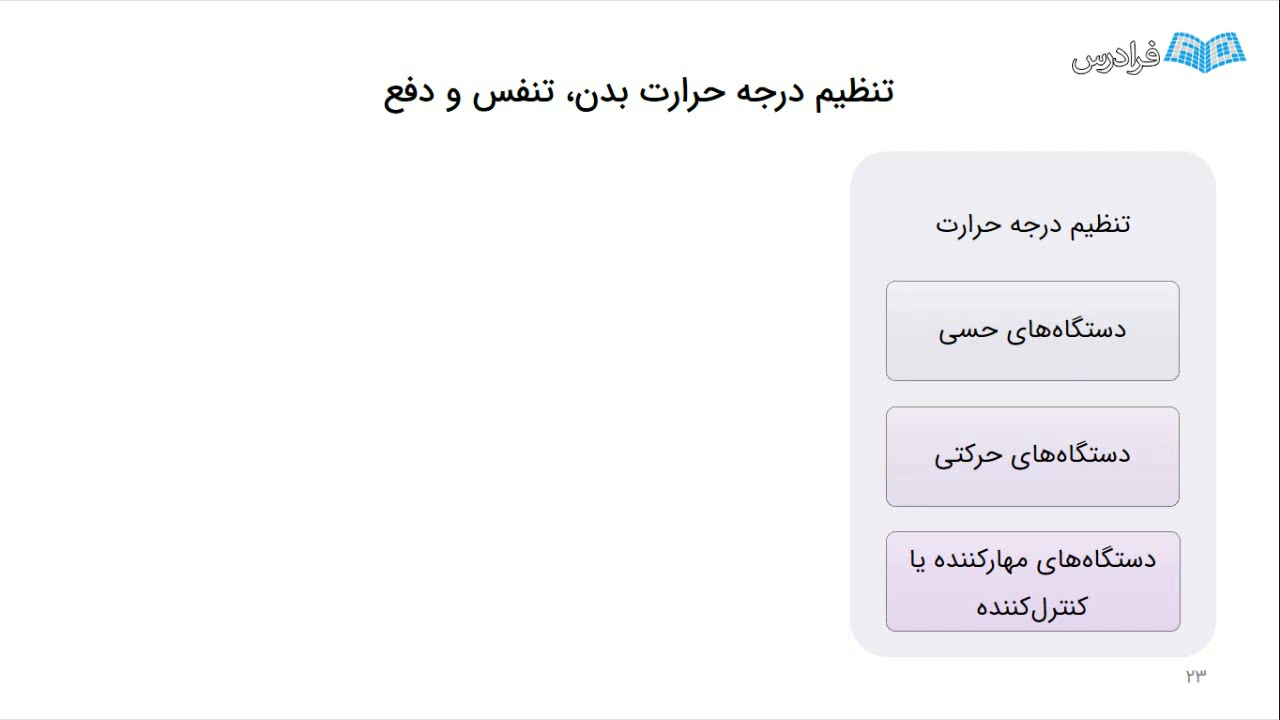 فرادرس
تنظیم درجه حرارت بدن، تنفس و دفع
تنظیم درجه حرارت
دستگاه‌های حسی
دستگاه‌های حرکتی
دستگاه‌های مهارکننده یا
کنترل‌کننده
۲۳